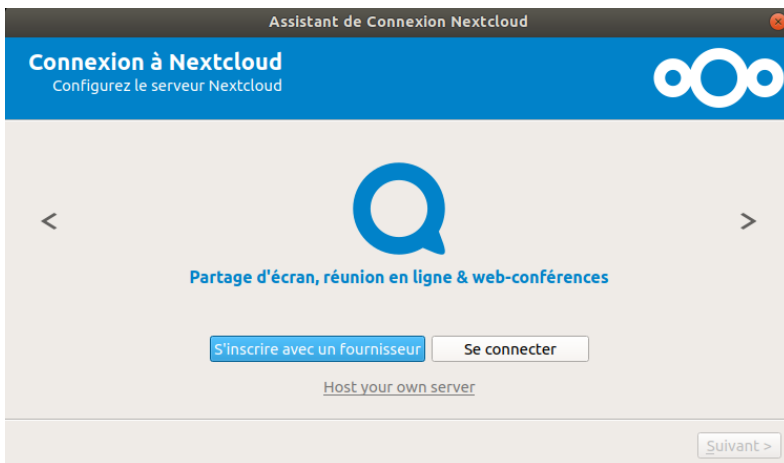 Assistant de Connexion Nextcloud
Connexion à Nextcloud
Configurez le serveur Nextcloud
<
>
Partage d'écran, réunion en ligne & web-conférences
S'inscrire avec un fournisseur
Se connecter
Host your own server
Suivant >